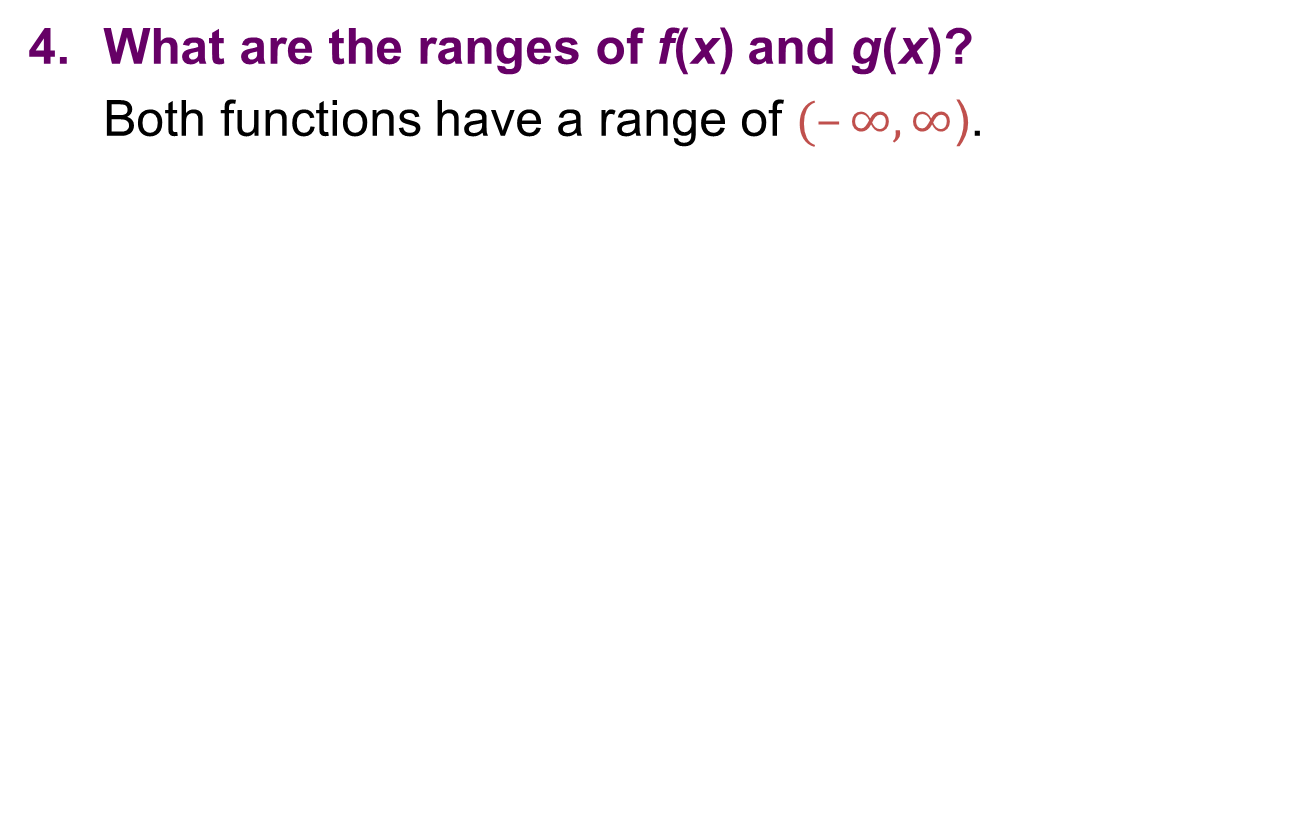 4. What are the ranges of f(x) and g(x)?
Both functions have a range of (– ∞, ∞).